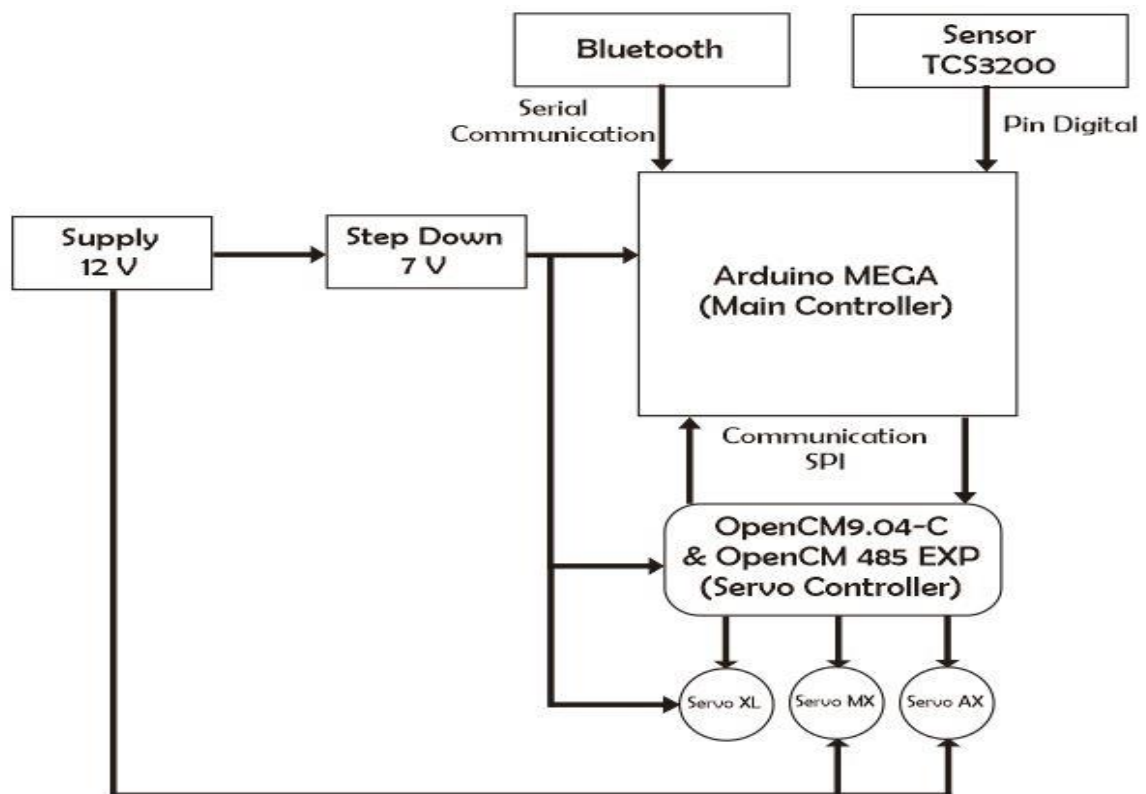 Bluetooth
Sensor
TCS3200
Serial
Communication
Pin Digital
Supply
12 V
Step Down
7 V
Arduino MEGA
(Main Controller)
Communication
SPI
OpenCM9.04-C
& OpenCM 485 EXP
(Servo Controller)
Servo XL
Servo MX
Servo AX